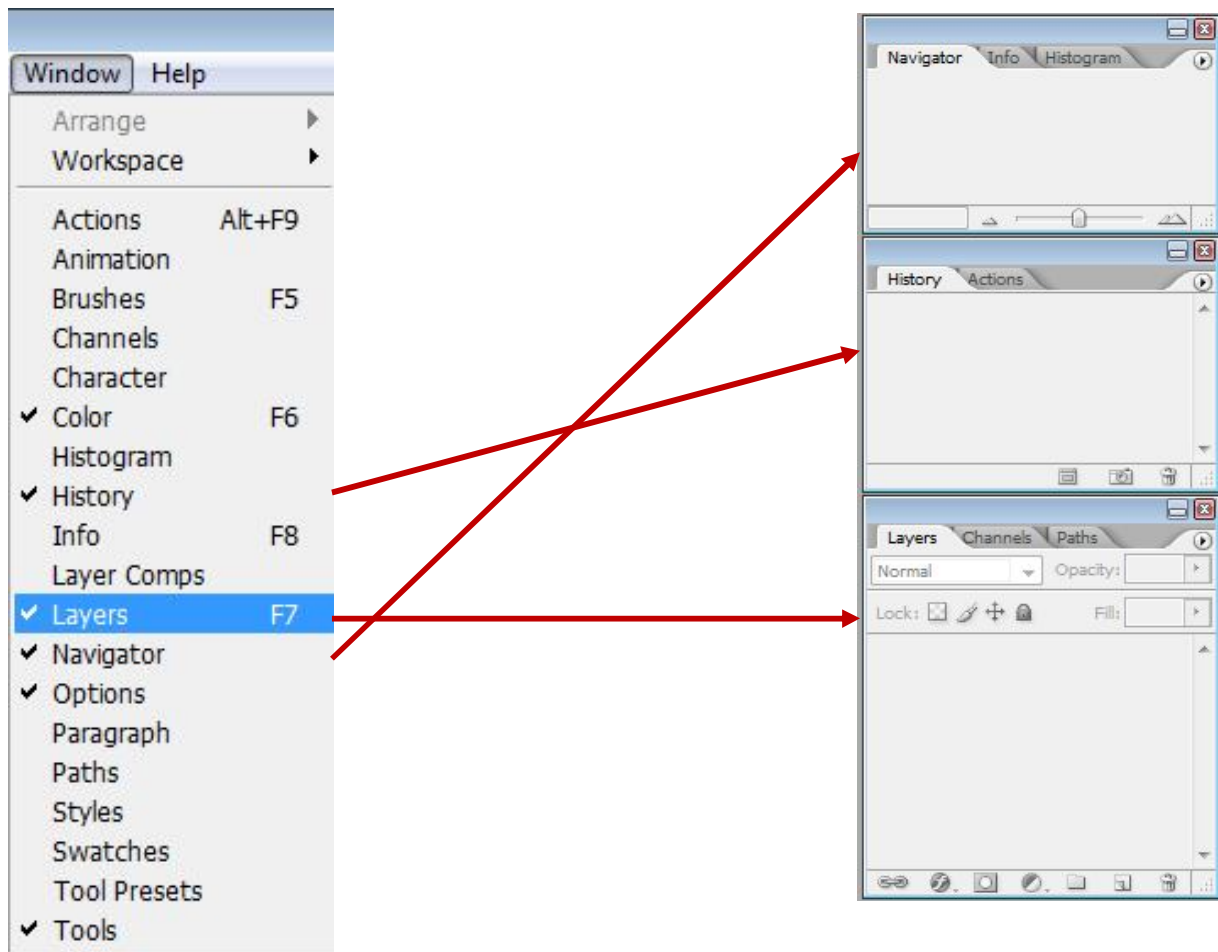 Window Help
Arrange
Workspace
Actions Alt+F9
Animation
Brushes F5
Channels
Character
Color F6
Histogram
History
Info F8
Layer Comps
Layers F7
Navigator
Options
Paragraph
Paths
Styles
Swatches
Tool Presets
Tools
Navigator Info Histogram
History Actions
Layers Channels Paths
Normal Opacity:
Lock: Fill: